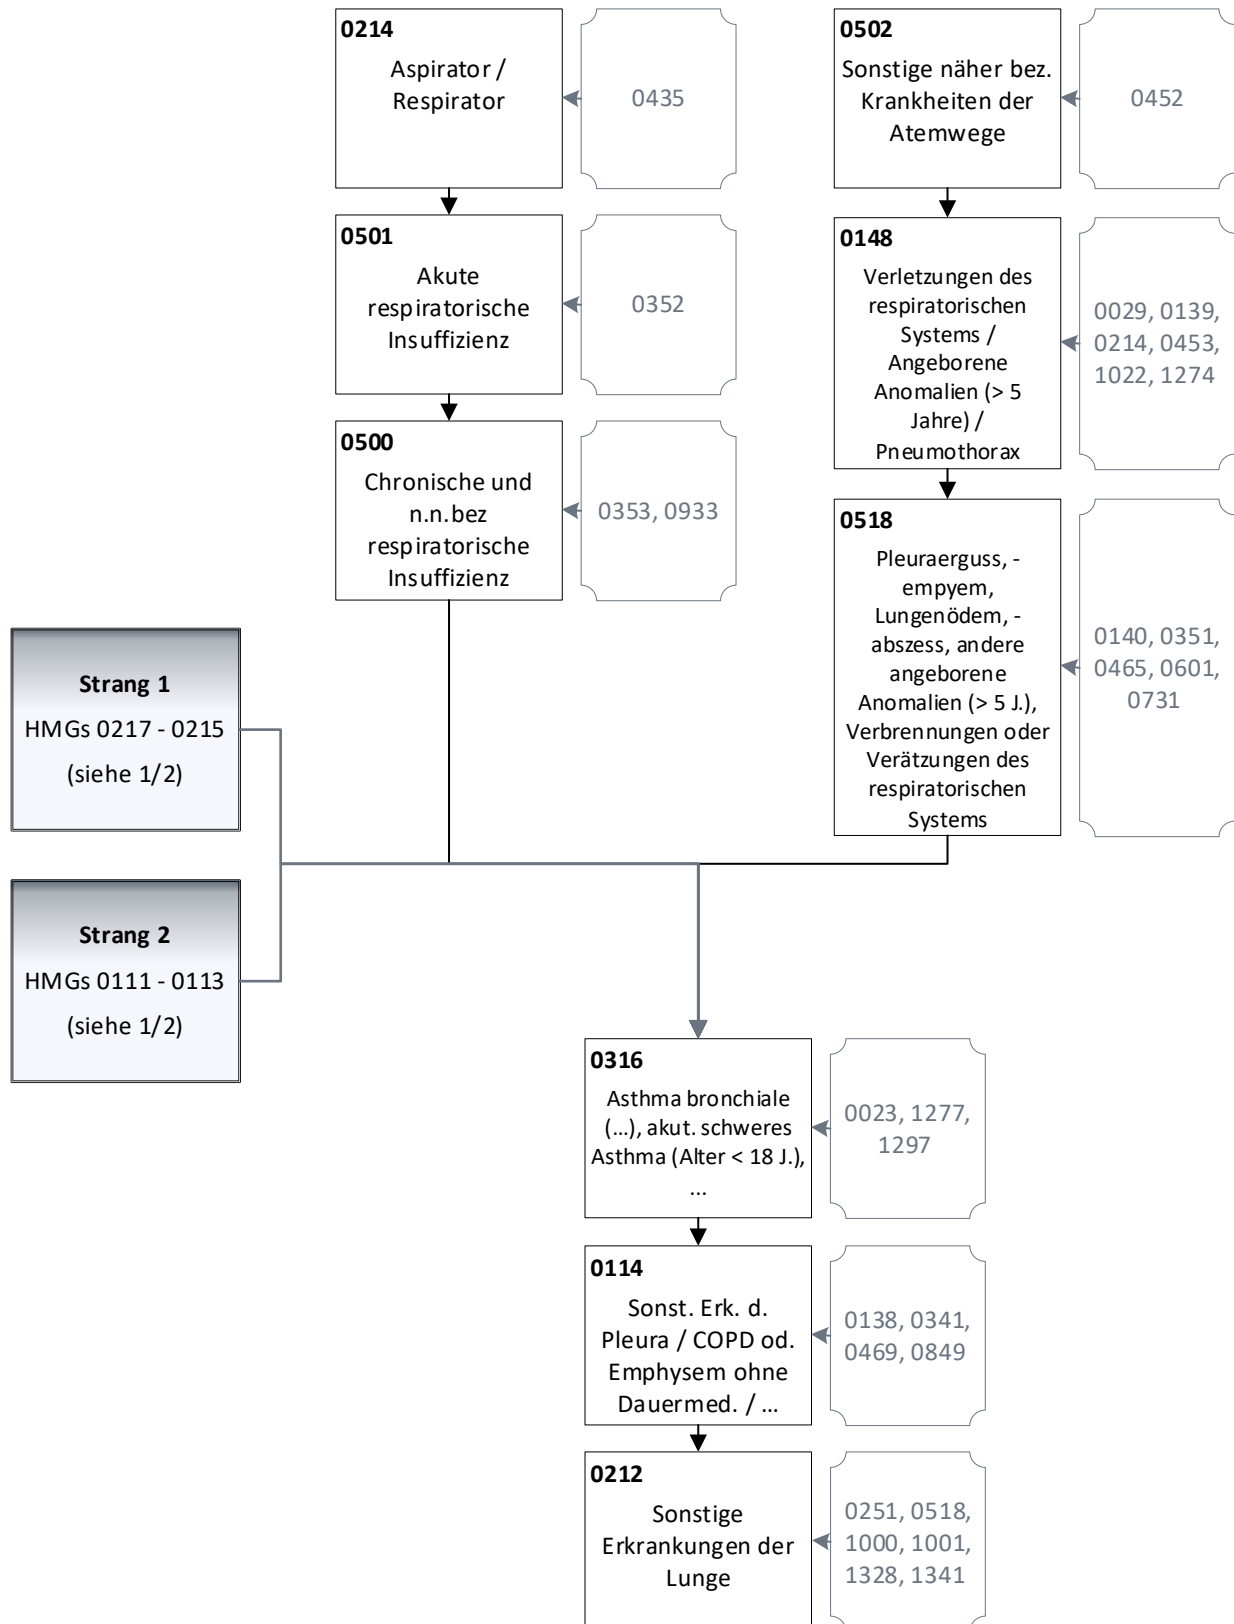 0214
Aspirator /
Respirator
0435
0502
Sonstige näher bez.
Krankheiten der
Atemwege
0452
0501
Akute
respiratorische
Insuffizienz
0352
0148
Verletzungen des
respiratorischen
Systems /
Angeborene
Anomalien (> 5
Jahre) /
Pneumothorax
0029, 0139,
0214, 0453,
1022, 1274
0500
Chronische und
n.n.bez
respiratorische
Insuffizienz
0353, 0933
0518
Pleuraerguss, -
empyem,
Lungenödem, -
abszess, andere
angeborene
Anomalien (> 5 J.),
Verbrennungen oder
Verätzungen des
respiratorischen
Systems
0140, 0351,
0465, 0601,
0731
Strang 1
HMGs 0217 - 0215
(siehe 1/2)
Strang 2
HMGs 0111 - 0113
(siehe 1/2)
0316
Asthma bronchiale
(...), akut. schweres
Asthma (Alter < 18 J.),
...
0023, 1277,
1297
0114
Sonst. Erk. d.
Pleura / COPD od.
Emphysem ohne
Dauermed. / ...
0138, 0341,
0469, 0849
0212
Sonstige
Erkrankungen der
Lunge
0251, 0518,
1000, 1001,
1328, 1341